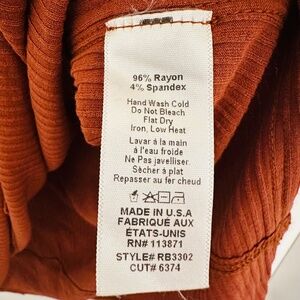 96% Rayon
4% Spandex
Hand Wash Cold
Do Not Bleach
Flat Dry
Iron, Low Heat
Lavar á la main
à l'eau froide
Ne Pas javelliser
Sècher à plat
Repasser au fer cheud
MADE IN U.S.A
FABRIQUÉ AUX
ÉTATS-UNIS
RN# 113871
STYLE# RB3302
CUT# 6374